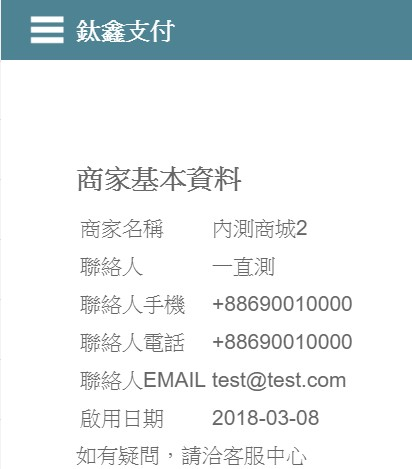 鈦鑫支付
商家基本資料
商家名稱 內測商城2
聯絡人 一直測
聯絡人手機 +88690010000
聯絡人電話 +88690010000
聯絡人EMAIL test@test.com
啟用日期 2018-03-08
如有疑問，請洽客服中心